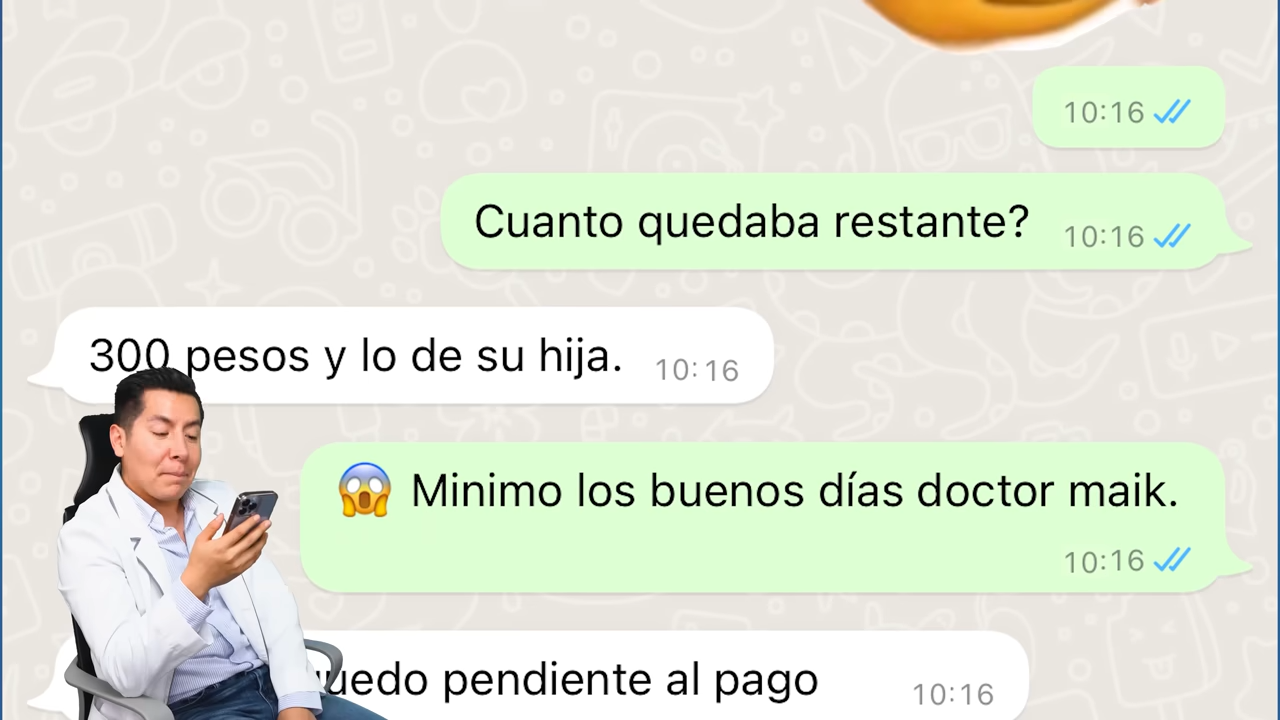 10:16
Cuanto quedaba restante? 10:16
300 pesos y lo de su hija. 10:16
Minimo los buenos días doctor maik.
10:16
pendiente al pago 10:16